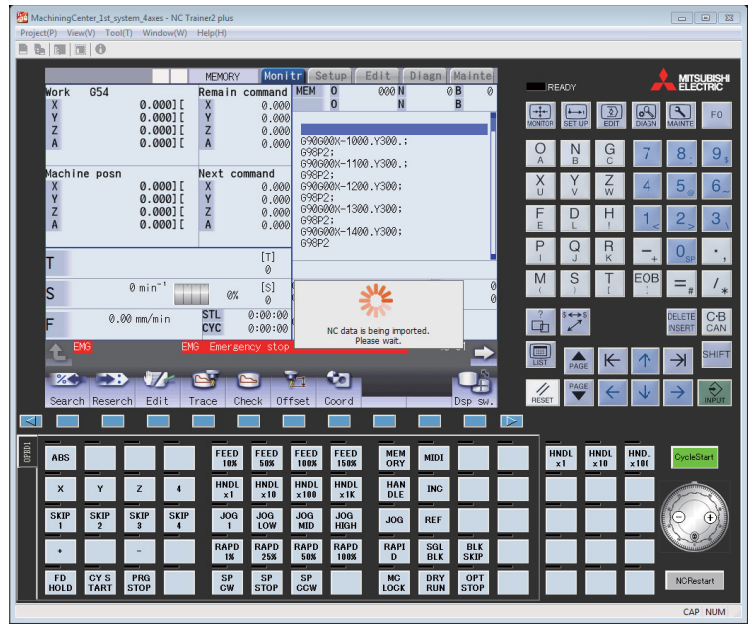 MachiningCenter_1st_system_4axes - NC Trainer2 plus
Project(P) View(V) Tool(T) Window(W) Help(H)
MEMORY Monitr Setup Edit Diagn Mainte
Work G54
X 0.000][
Y 0.000][
Z 0.000][
A 0.000][
Remain command
X 0.000
Y 0.000
Z 0.000
A 0.000
MEM O 000 N 0 B 0
O N B
G90G00X-1000.Y300.;
G98P2;
G90G00X-1100.Y300;
G98P2;
G90G00X-1200.Y300;
G98P2;
G90G00X-1300.Y300;
G98P2;
G90G00X-1400.Y300;
G98P2
Machine posn
X 0.000][
Y 0.000][
Z 0.000][
A 0.000][
Next command
X 0.000
Y 0.000
Z 0.000
A 0.000
T [T]
0 0
S 0 min⁻¹ 0% [S] 0
0 0
F 0.00 mm/min STL 0:00:00
CYC 0:00:00
NC data is being imported.
Please wait.
EMG EMG Emergency stop
Search Reserch Edit Trace Check Offset Coord Dsp sw.
READY
MITSUBISHI
ELECTRIC
MONITOR SET UP EDIT DIAGN MAINTE F0
O A N B G C 7 8 9
X U Y V Z W 4 5 6
F E D L H ! 1 < 2 > 3 \
P I Q J R K - + 0 SP . ,
M ( S ) T [ EOB = # / *
? S↔S DELETE INSERT C·B CAN
LIST PAGE SHIFT
RESET PAGE INPUT
OPBD1
ABS FEED 10% FEED 50% FEED 100% FEED 150% MEMORY MIDI HNDL x1 HNDL x10 HND. x10( CycleStart
X Y Z 4 HNDL x1 HNDL x10 HNDL x100 HNDL x1K HANDLE INC
SKIP 1 SKIP 2 SKIP 3 SKIP 4 JOG 1 JOG LOW JOG MID JOG HIGH JOG REF
+ - RAPD 1% RAPD 25% RAPD 50% RAPD 100% RAPID SGL BLK BLK SKIP
FD HOLD CY START PRG STOP SP CW SP STOP SP CCW MC LOCK DRY RUN OPT STOP NCRestart
CAP NUM